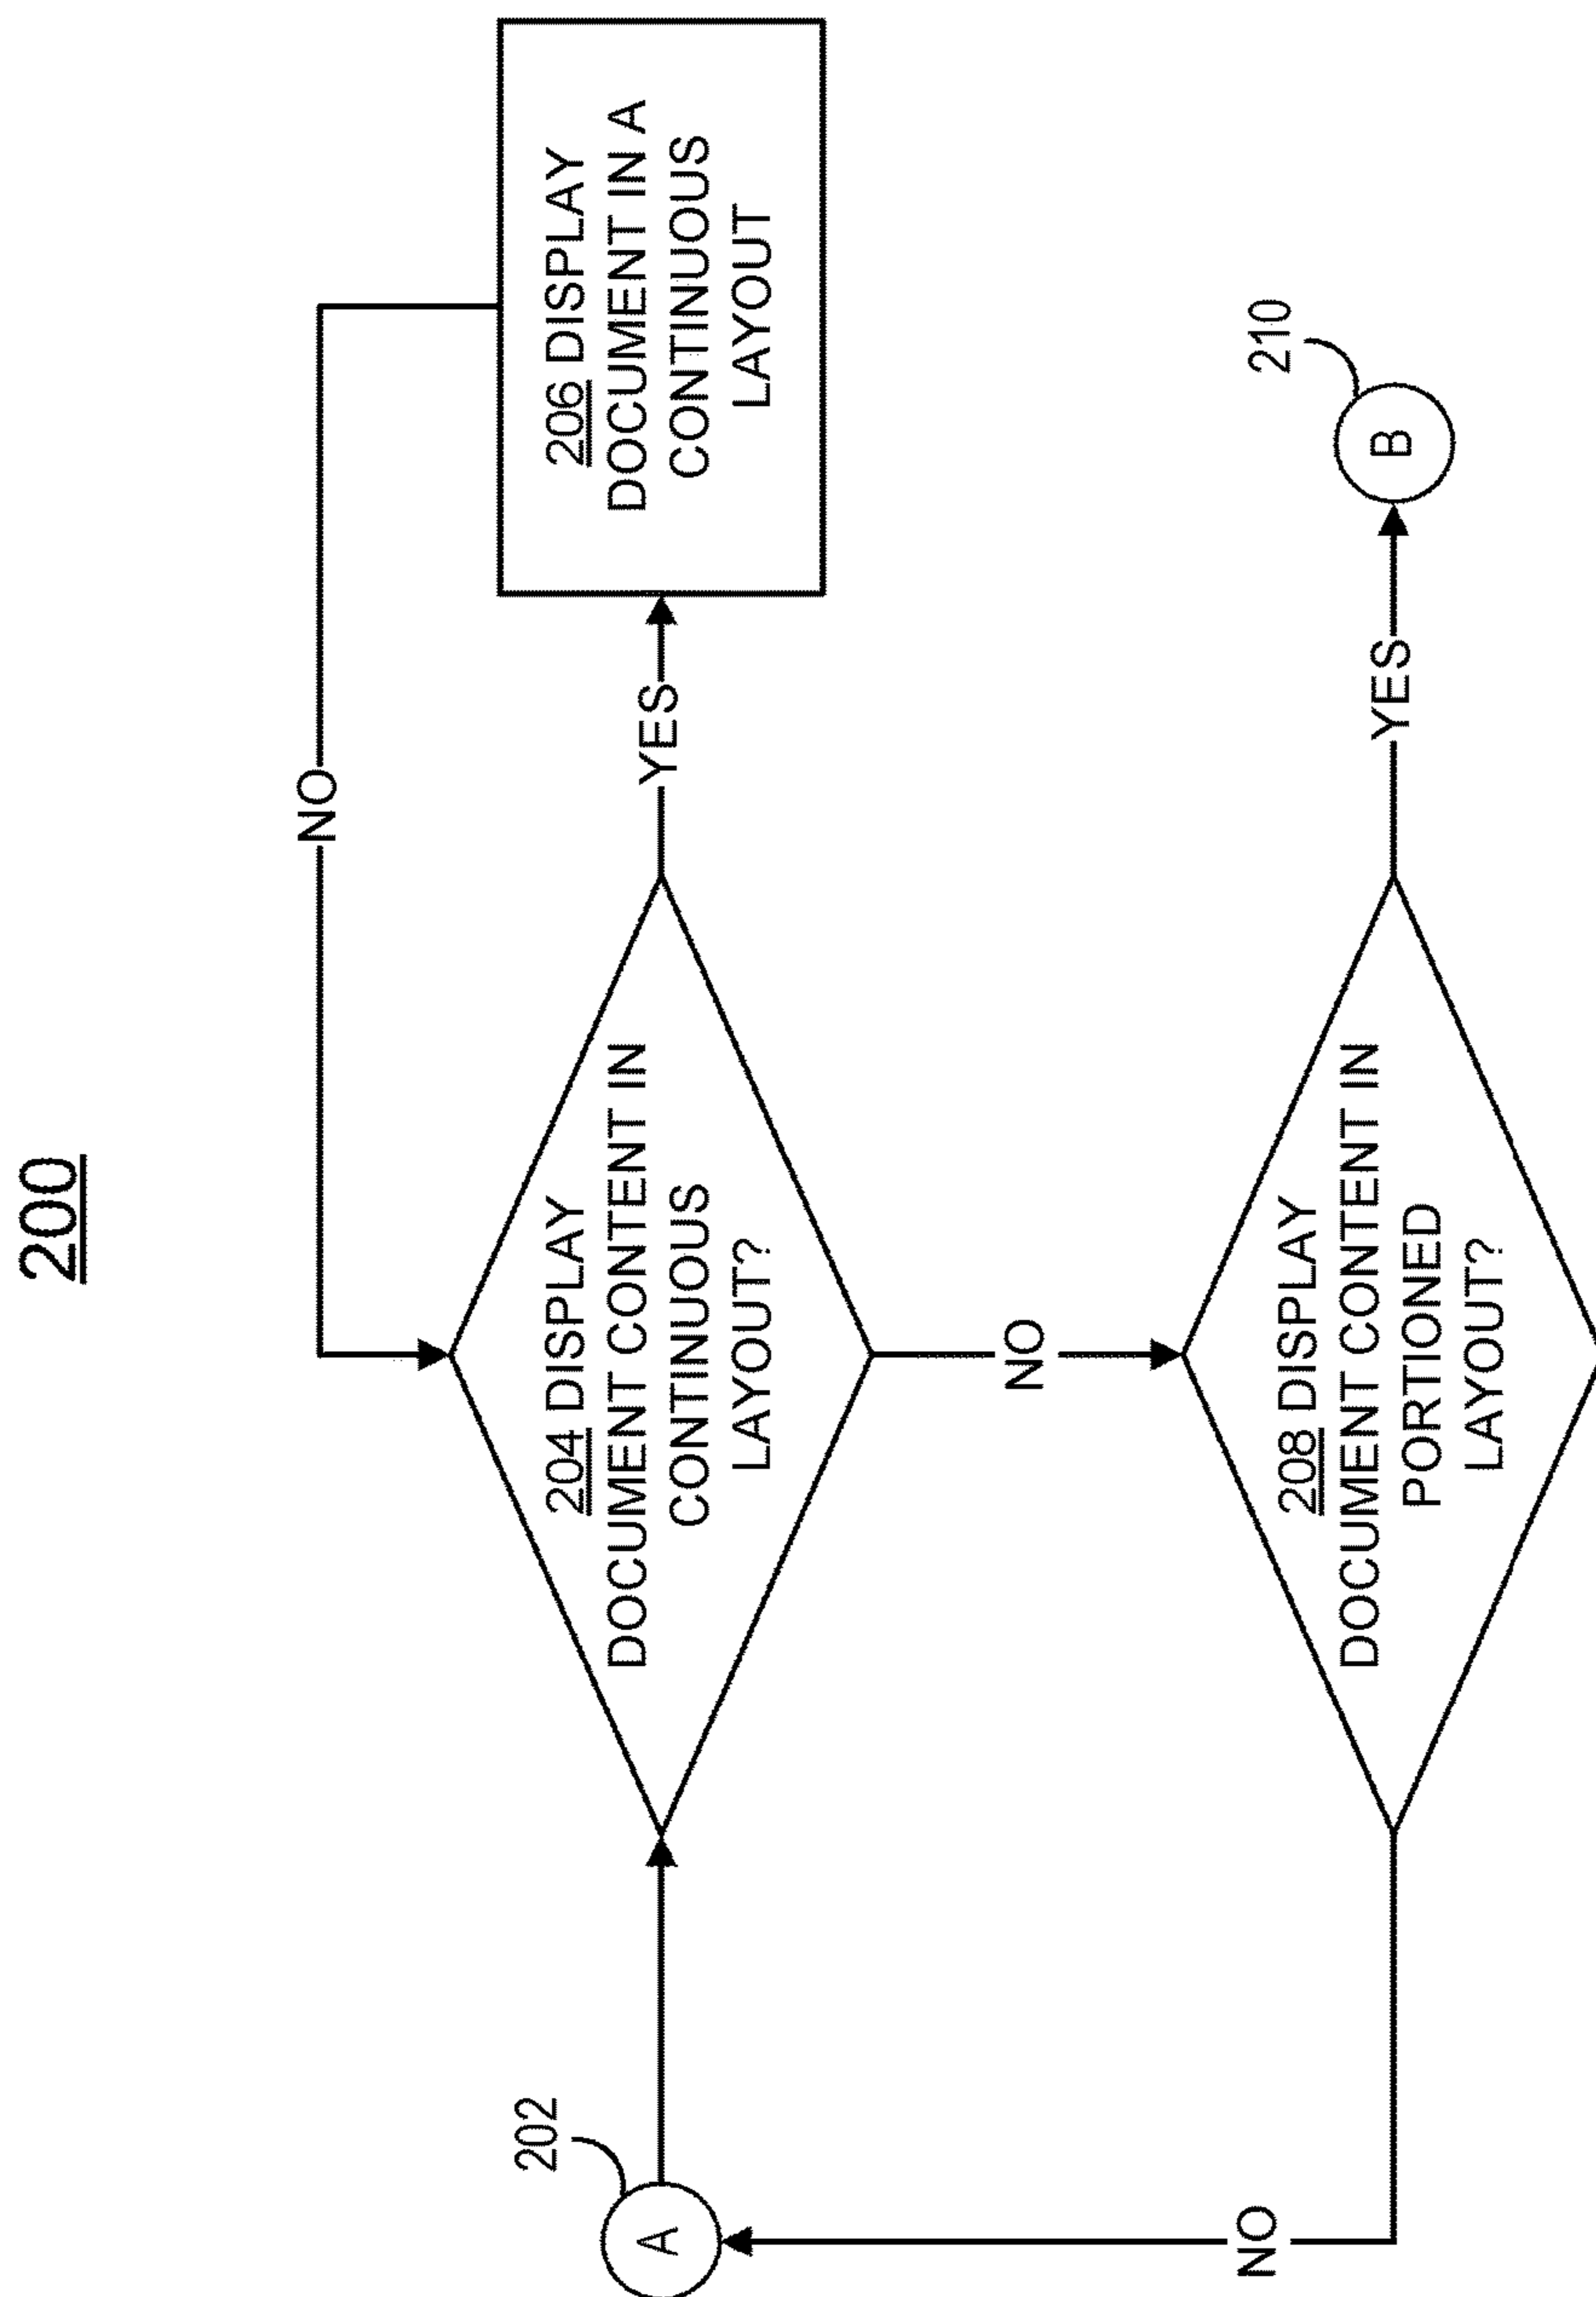 200
NO
206 DISPLAY
DOCUMENT IN A
CONTINUOUS
LAYOUT
YES
204 DISPLAY
DOCUMENT CONTENT IN
CONTINUOUS
LAYOUT?
202
A
NO
210
B
YES
208 DISPLAY
DOCUMENT CONTENT IN
PORTIONED
LAYOUT?
NO